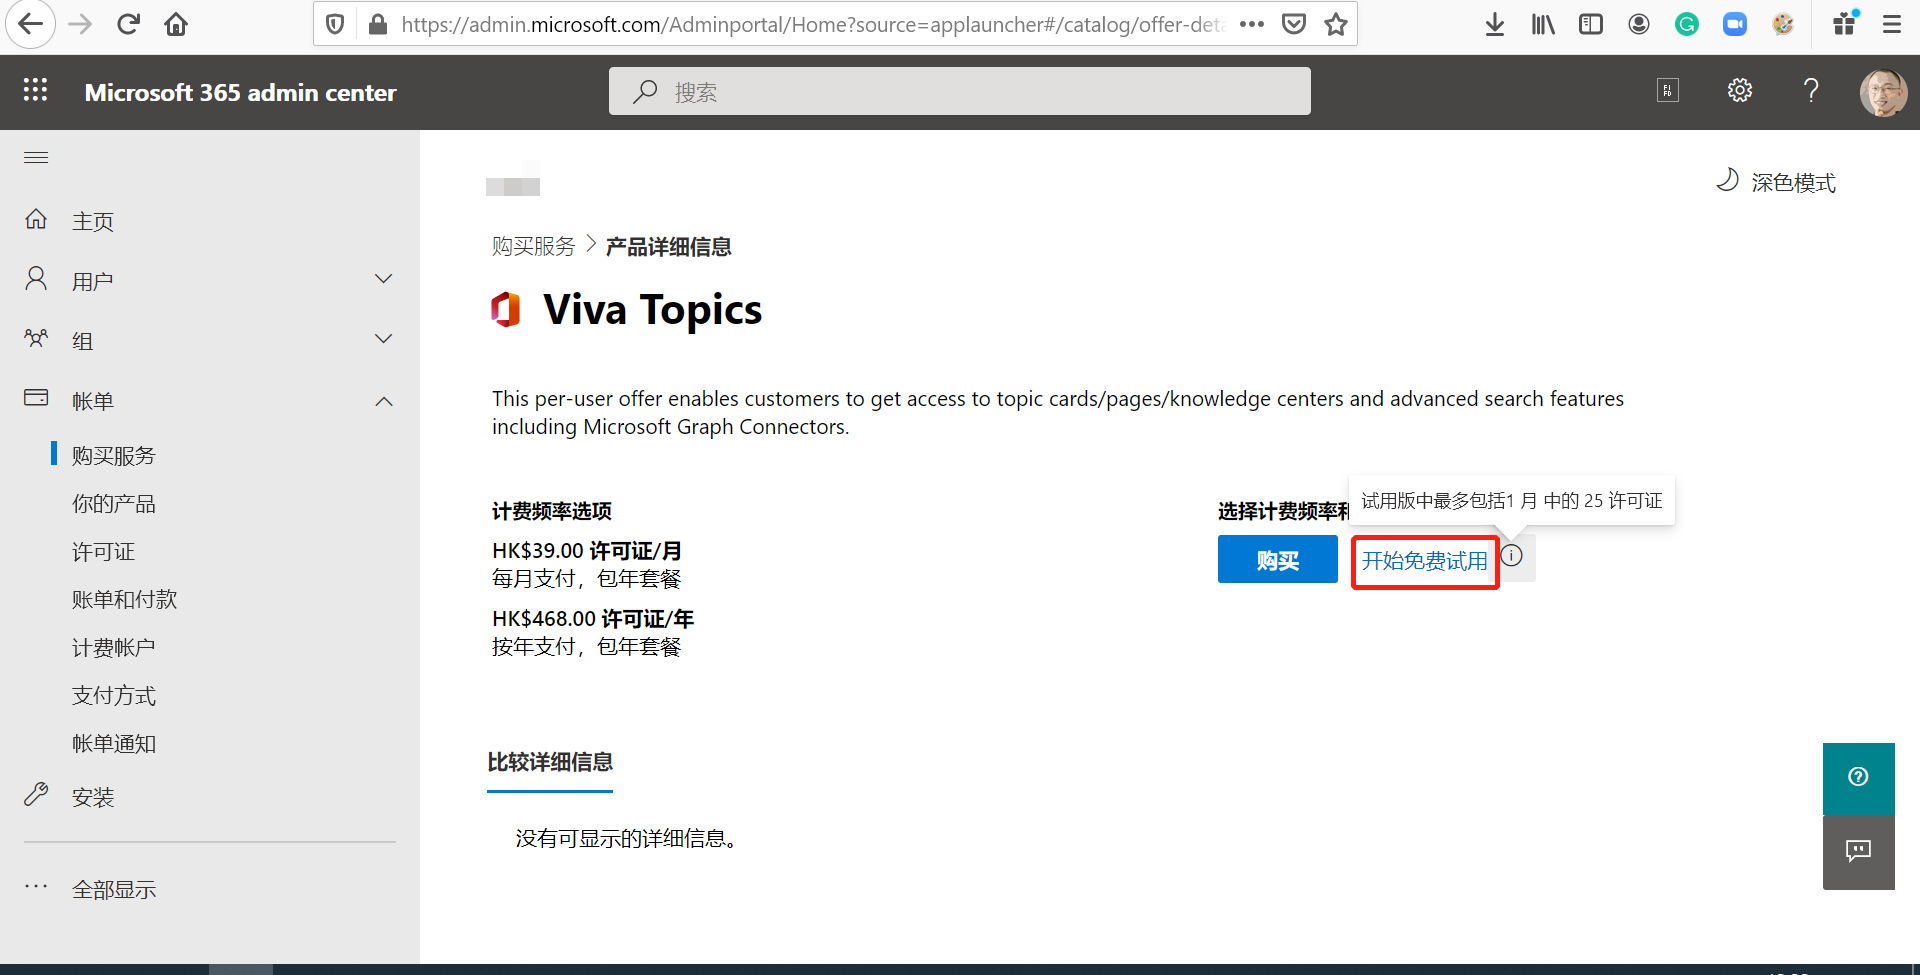 https://admin.microsoft.com/Adminportal/Home?source=applauncher#/catalog/offer-deta
Microsoft 365 admin center
搜索
深色模式
主页
用户
组
帐单
购买服务
你的产品
许可证
账单和付款
计费帐户
支付方式
帐单通知
安装
全部显示
购买服务 > 产品详细信息
Viva Topics
This per-user offer enables customers to get access to topic cards/pages/knowledge centers and advanced search features
including Microsoft Graph Connectors.
计费频率选项
HK$39.00 许可证/月
每月支付，包年套餐
HK$468.00 许可证/年
按年支付，包年套餐
选择计费频率和
试用版中最多包括1 月 中的 25 许可证
购买
开始免费试用
比较详细信息
没有可显示的详细信息。